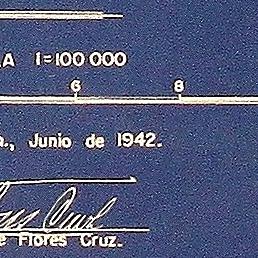 A 1=100 000
6 8
a., Junio de 1942.
e Flores Cruz.